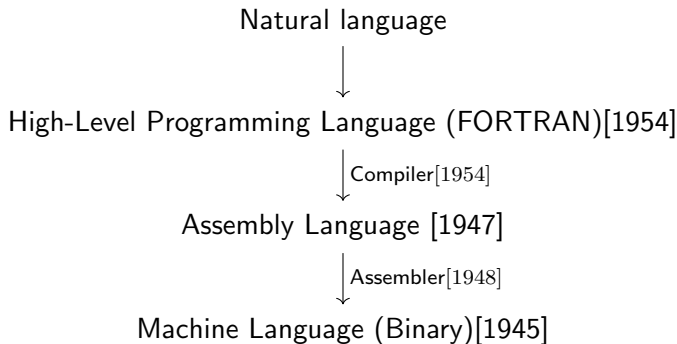 Natural language
High-Level Programming Language (FORTRAN)[1954]
Compiler[1954]
Assembly Language [1947]
Assembler[1948]
Machine Language (Binary)[1945]